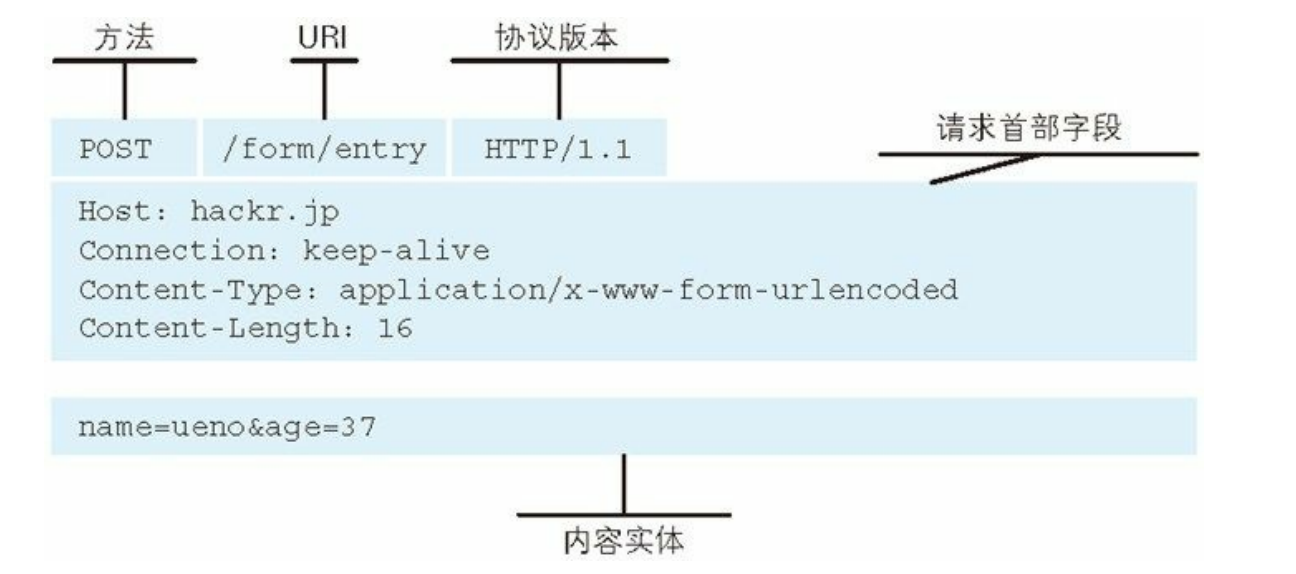 方法 URI 协议版本
请求首部字段
POST /form/entry HTTP/1.1
Host: hackr.jp
Connection: keep-alive
Content-Type: application/x-www-form-urlencoded
Content-Length: 16
name=ueno&age=37
内容实体